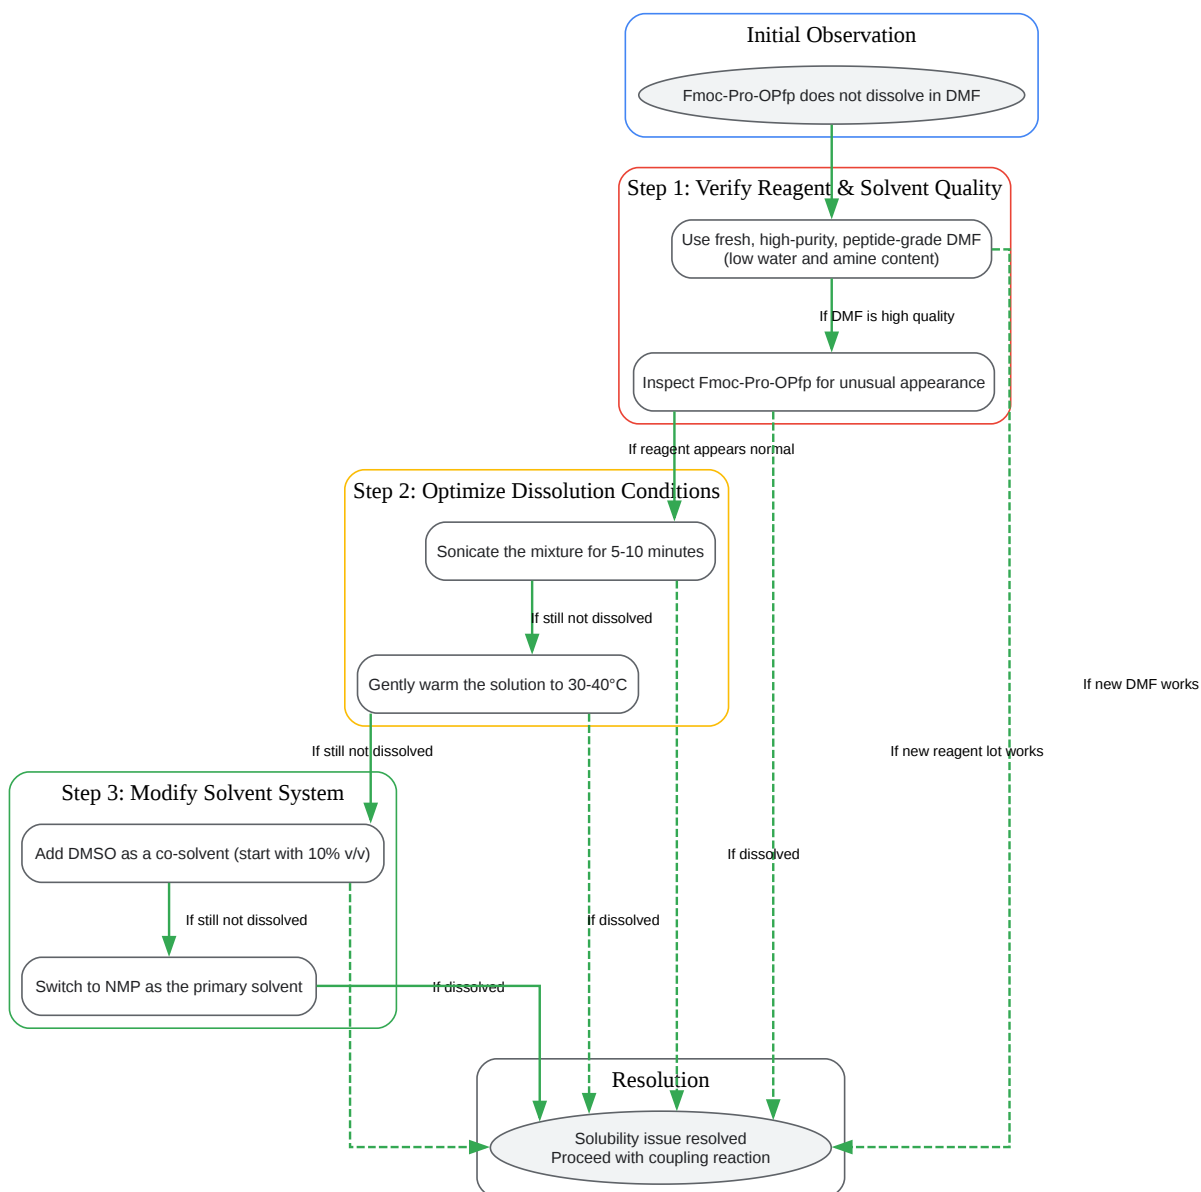 Initial Observation
Fmoc-Pro-OPfp does not dissolve in DMF
Step 1: Verify Reagent & Solvent Quality
Use fresh, high-purity, peptide-grade DMF
(low water and amine content)
If DMF is high quality
Inspect Fmoc-Pro-OPfp for unusual appearance
If reagent appears normal
Step 2: Optimize Dissolution Conditions
Sonicate the mixture for 5-10 minutes
If still not dissolved
Gently warm the solution to 30-40°C
If new DMF works
If still not dissolved
If new reagent lot works
Step 3: Modify Solvent System
Add DMSO as a co-solvent (start with 10% v/v)
If dissolved
If still not dissolved
If dissolved
Switch to NMP as the primary solvent
If dissolved
Resolution
Solubility issue resolved
Proceed with coupling reaction